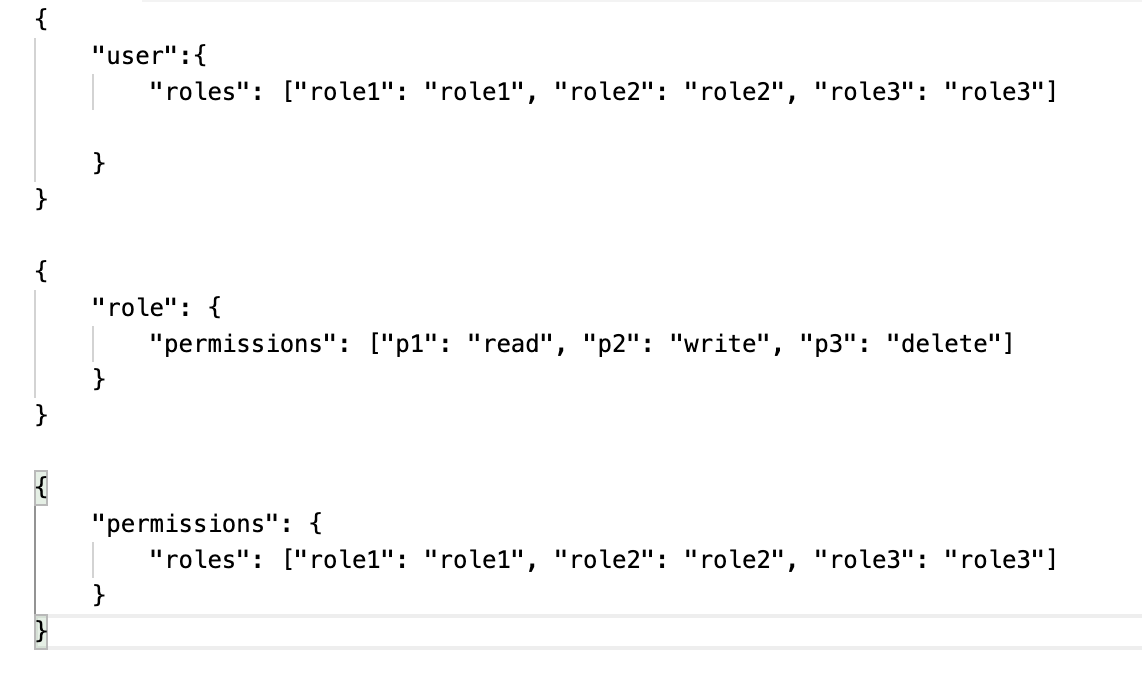 {
"user":{
"roles": ["role1": "role1", "role2": "role2", "role3": "role3"]
}
}
{
"role": {
"permissions": ["p1": "read", "p2": "write", "p3": "delete"]
}
}
{
"permissions": {
"roles": ["role1": "role1", "role2": "role2", "role3": "role3"]
}
}